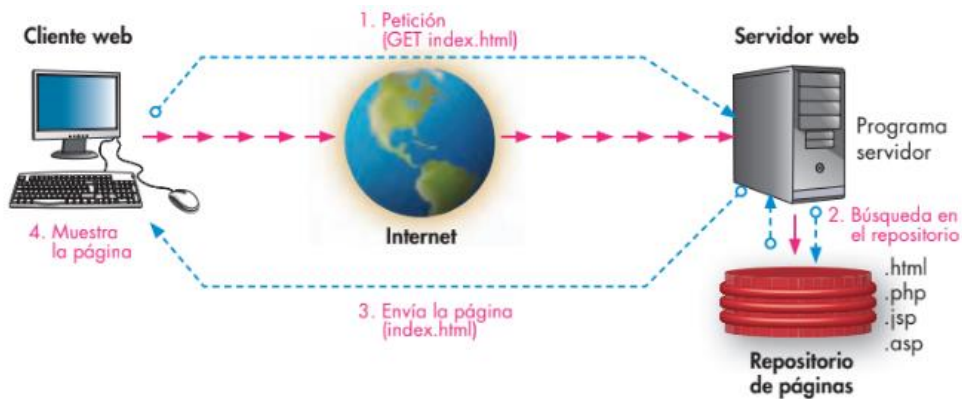 Cliente web
1. Petición
(GET index.html)
Servidor web
Programa
servidor
Internet
4. Muestra
la página
2. Búsqueda en
el repositorio
3. Envía la página
(index.html)
.html
.php
.jsp
.asp
Repositorio
de páginas